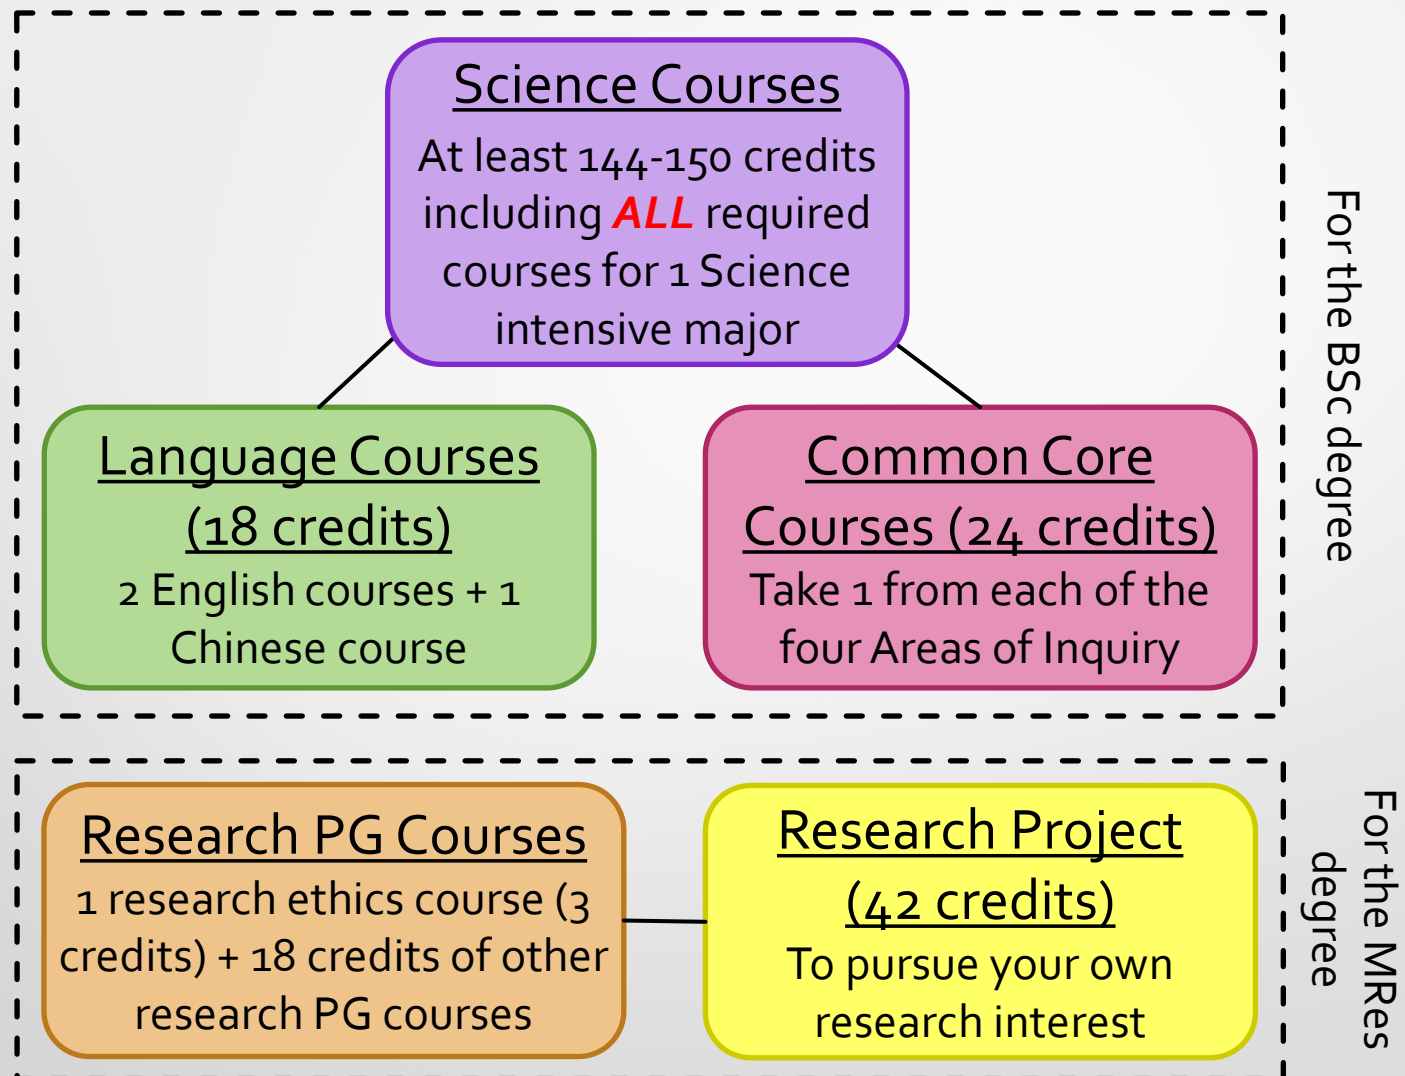 Science Courses
At least 144-150 credits
including ALL required
courses for 1 Science
intensive major
Language Courses
(18 credits)
2 English courses + 1
Chinese course
Common Core
Courses (24 credits)
Take 1 from each of the
four Areas of Inquiry
For the BSc degree
Research PG Courses
1 research ethics course (3
credits) + 18 credits of other
research PG courses
Research Project
(42 credits)
To pursue your own
research interest
For the MRes
degree